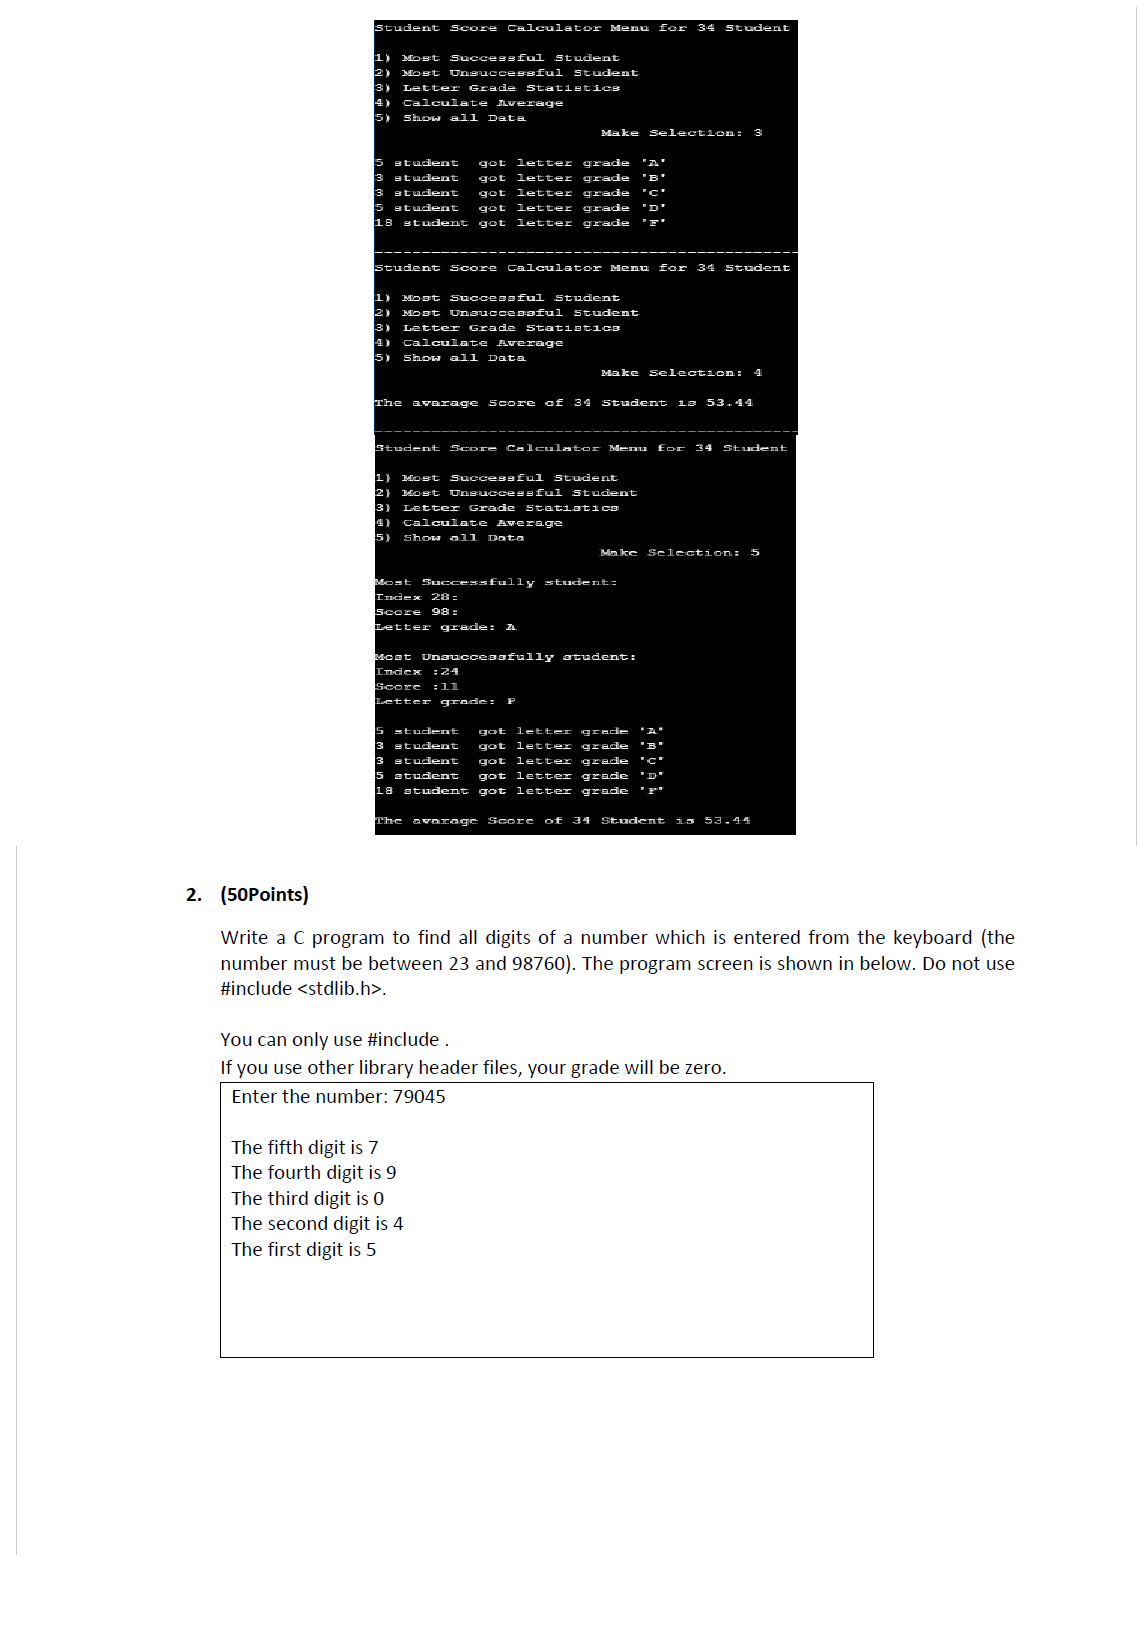 Student Score Calculator Menu for 34 Student
1) Most Successful Student
2) Most Unsuccessful Student
3) Letter Grade Statistics
4) Calculate Average
5) Show all Data
Make Selection: 3
5 student got letter grade 'A'
3 student got letter grade 'B'
3 student got letter grade 'C'
5 student got letter grade 'D'
18 student got letter grade 'F'
--------------------------------------------
Student Score Calculator Menu for 34 Student
1) Most Successful Student
2) Most Unsuccessful Student
3) Letter Grade Statistics
4) Calculate Average
5) Show all Data
Make Selection: 4
The avarage Score of 34 Student is 53.44
--------------------------------------------
Student Score Calculator Menu for 34 Student
1) Most Successful Student
2) Most Unsuccessful Student
3) Letter Grade Statistics
4) Calculate Average
5) Show all Data
Make Selection: 5
Most Successfully student:
Index 28:
Score 98:
Letter grade: A
Most Unsuccessfully student:
Index :24
Score :11
Letter grade: F
5 student got letter grade 'A'
3 student got letter grade 'B'
3 student got letter grade 'C'
5 student got letter grade 'D'
18 student got letter grade 'F'
The avarage Score of 34 Student is 53.44
2. (50Points)
Write a C program to find all digits of a number which is entered from the keyboard (the
number must be between 23 and 98760). The program screen is shown in below. Do not use
#include <stdlib.h>.
You can only use #include .
If you use other library header files, your grade will be zero.
Enter the number: 79045
The fifth digit is 7
The fourth digit is 9
The third digit is 0
The second digit is 4
The first digit is 5